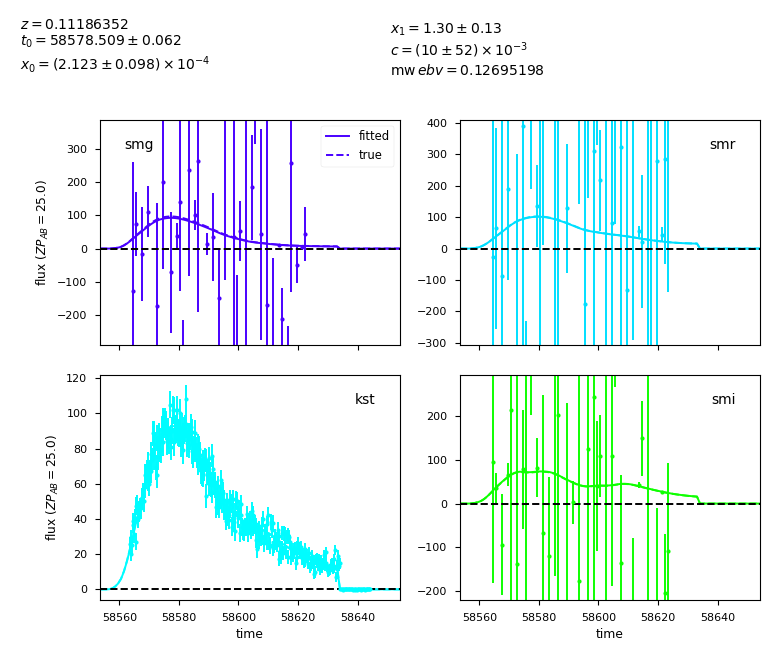 z = 0.11186352
t₀ = 58578.509 ± 0.062
x₀ = (2.123 ± 0.098) × 10⁻⁴
x₁ = 1.30 ± 0.13
c = (10 ± 52) × 10⁻³
mw ebv = 0.12695198
smg
fitted
true
300
200
100
0
−100
−200
flux (ZP_AB = 25.0)
smr
400
300
200
100
0
−100
−200
−300
kst
120
100
80
60
40
20
0
flux (ZP_AB = 25.0)
58560 58580 58600 58620 58640
time
smi
200
100
0
−100
−200
58560 58580 58600 58620 58640
time